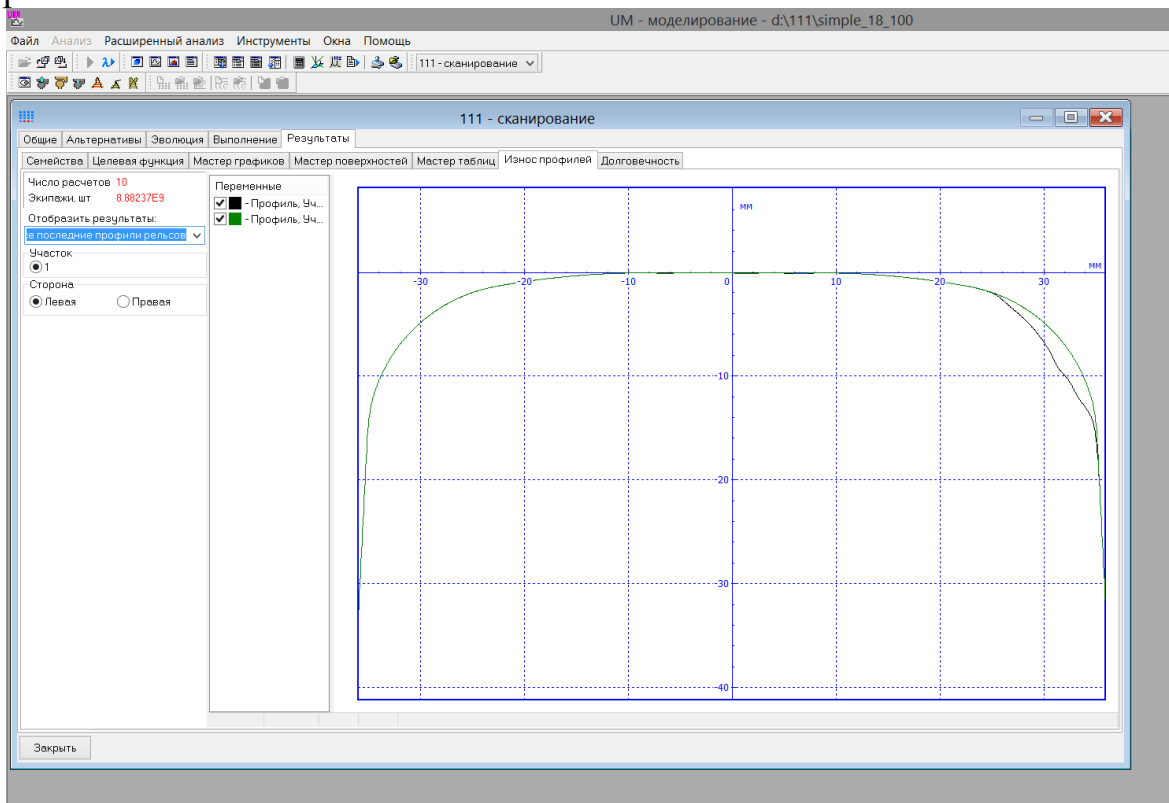 UM - моделирование - d:\111\simple_18_100
Файл Анализ Расширенный анализ Инструменты Окна Помощь
111 - сканирование
111 - сканирование
Общие Альтернативы Эволюция Выполнение Результаты
Семейства Целевая функция Мастер графиков Мастер поверхностей Мастер таблиц Износ профилей Долговечность
Число расчетов 10
Экипажи, шт 8.88237E9
Отобразить результаты:
е последние профили рельсов
Участок
1
Сторона
Левая Правая
Переменные
- Профиль, Уч...
- Профиль, Уч...
мм
мм
-30 -20 -10 0 10 20 30
-10
-20
-30
-40
Закрыть